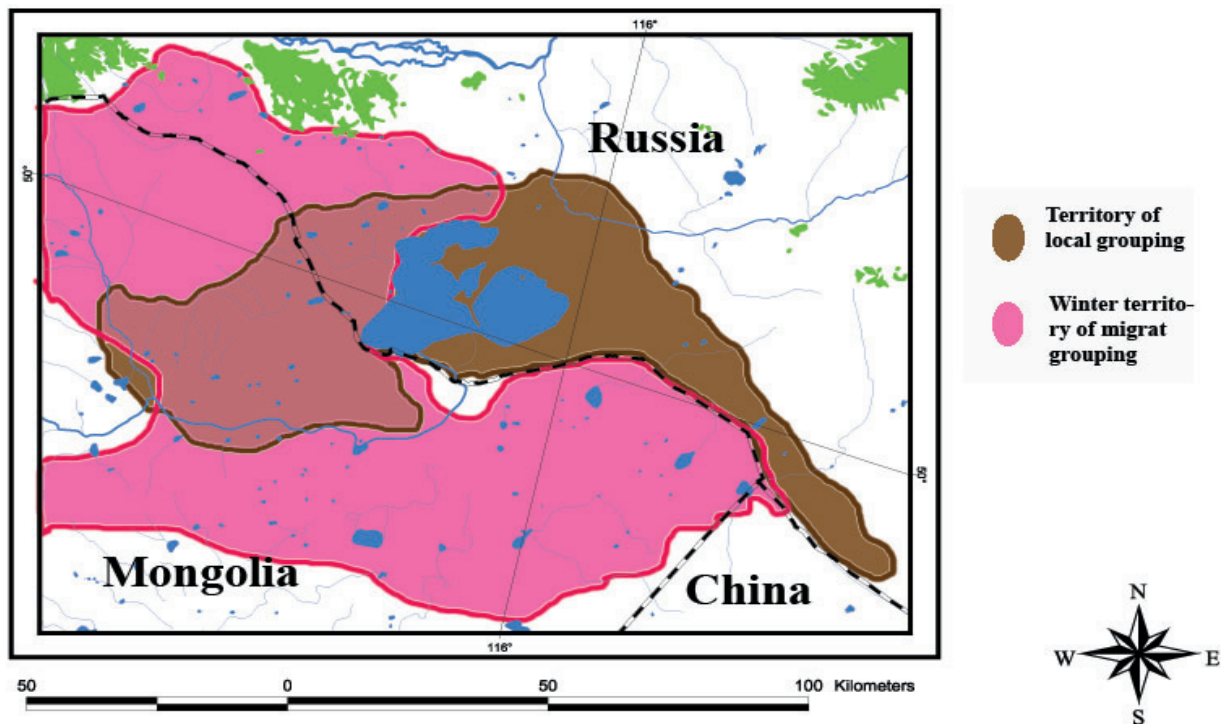 116°
Russia
50°
Territory of
local grouping
Winter territo-
ry of migrat
grouping
50°
Mongolia
China
116°
N
W E
S
50 0 50 100 Kilometers